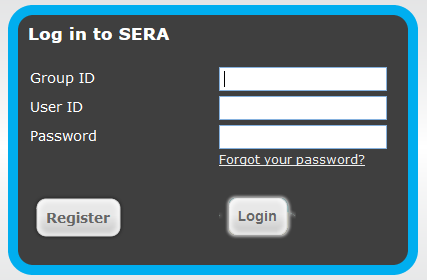 Log in to SERA
Group ID
User ID
Password
Forgot your password?
Register
Login